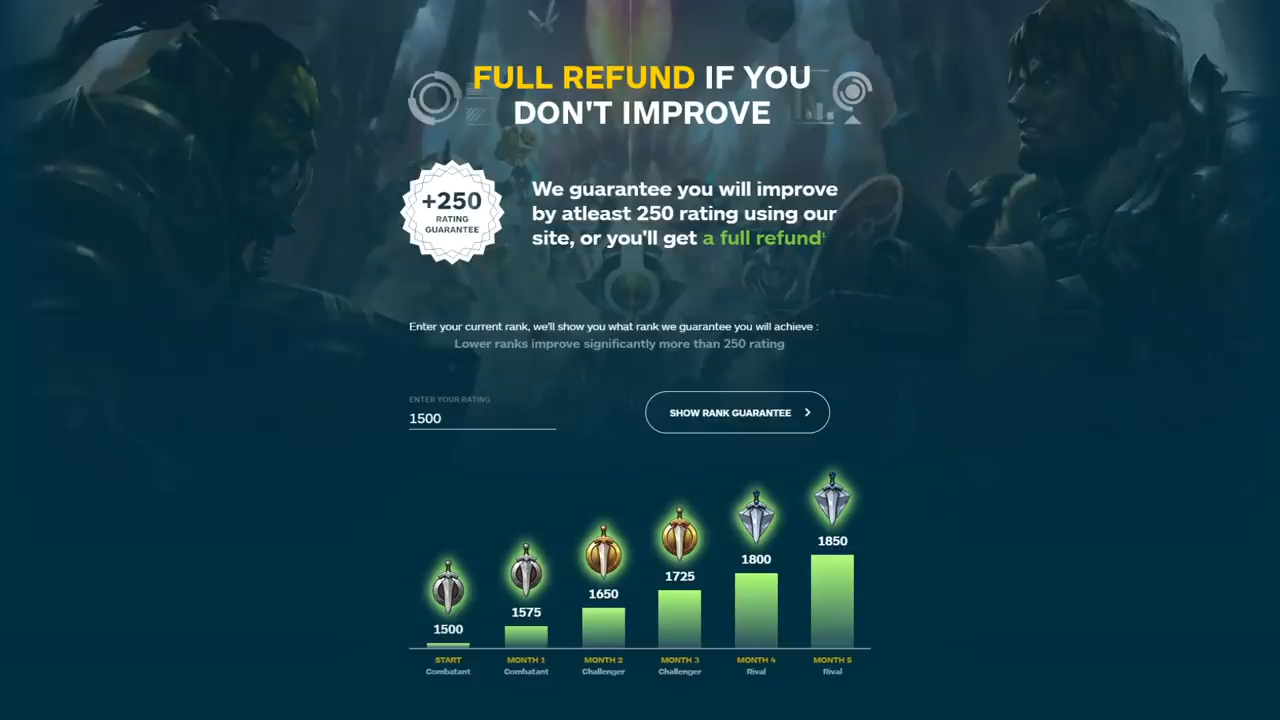 FULL REFUND IF YOU
DON'T IMPROVE
+250
RATING
GUARANTEE
We guarantee you will improve
by atleast 250 rating using our
site, or you'll get a full refund¹
Enter your current rank, we'll show you what rank we guarantee you will achieve :
Lower ranks improve significantly more than 250 rating
ENTER YOUR RATING
1500
SHOW RANK GUARANTEE
1500
1575
1650
1725
1800
1850
START MONTH 1 MONTH 2 MONTH 3 MONTH 4 MONTH 5
Combatant Combatant Challenger Challenger Rival Rival